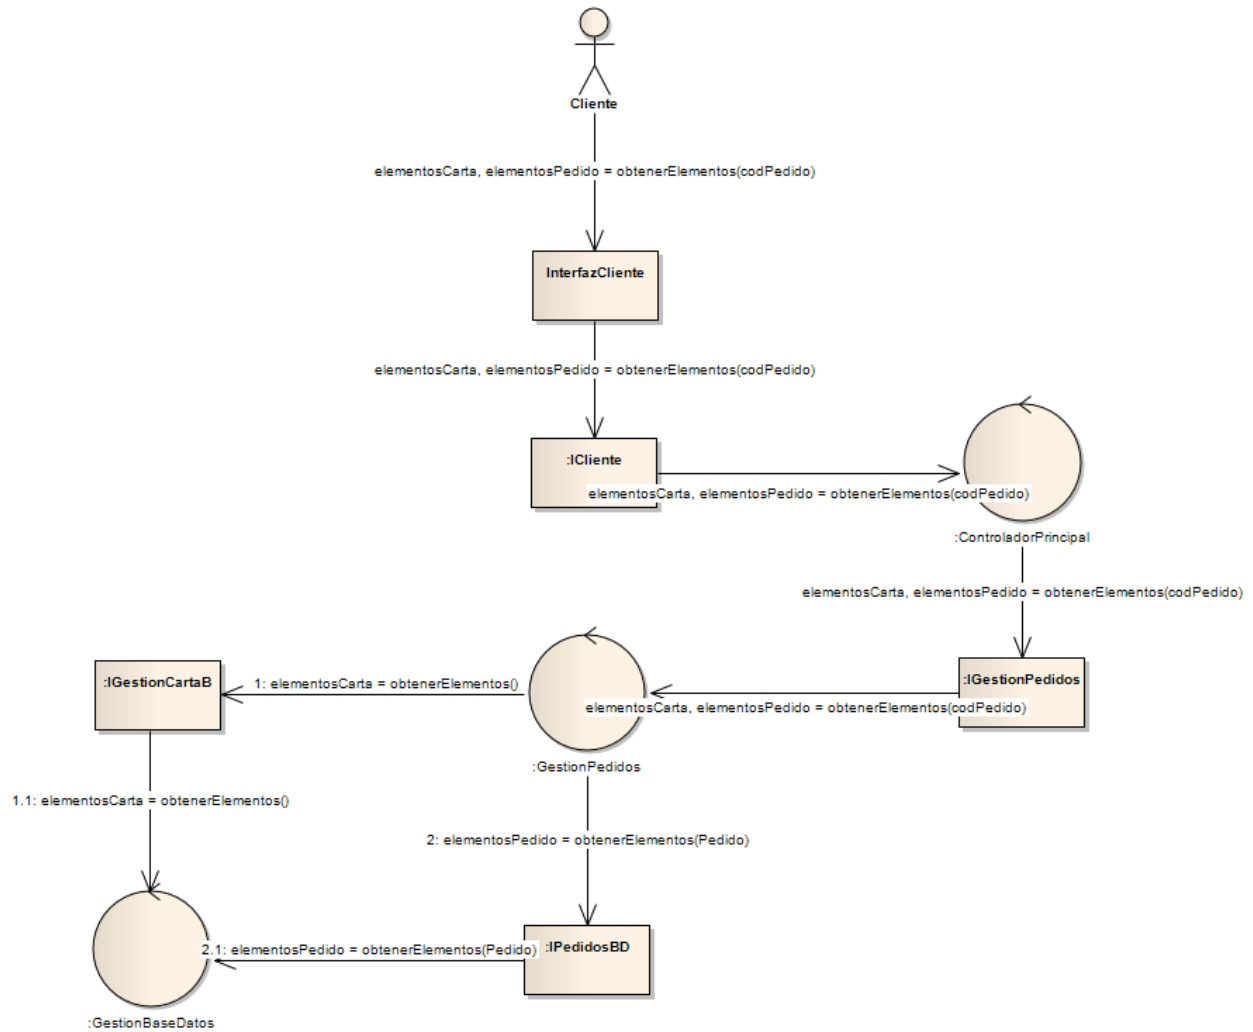 Cliente
elementosCarta, elementosPedido = obtenerElementos(codPedido)
InterfazCliente
elementosCarta, elementosPedido = obtenerElementos(codPedido)
:ICliente
elementosCarta, elementosPedido = obtenerElementos(codPedido)
:ControladorPrincipal
elementosCarta, elementosPedido = obtenerElementos(codPedido)
:IGestionCartaB
1: elementosCarta = obtenerElementos()
:IGestionPedidos
elementosCarta, elementosPedido = obtenerElementos(codPedido)
:GestionPedidos
1.1: elementosCarta = obtenerElementos()
2: elementosPedido = obtenerElementos(Pedido)
2.1: elementosPedido = obtenerElementos(Pedido)
:IPedidosBD
:GestionBaseDatos